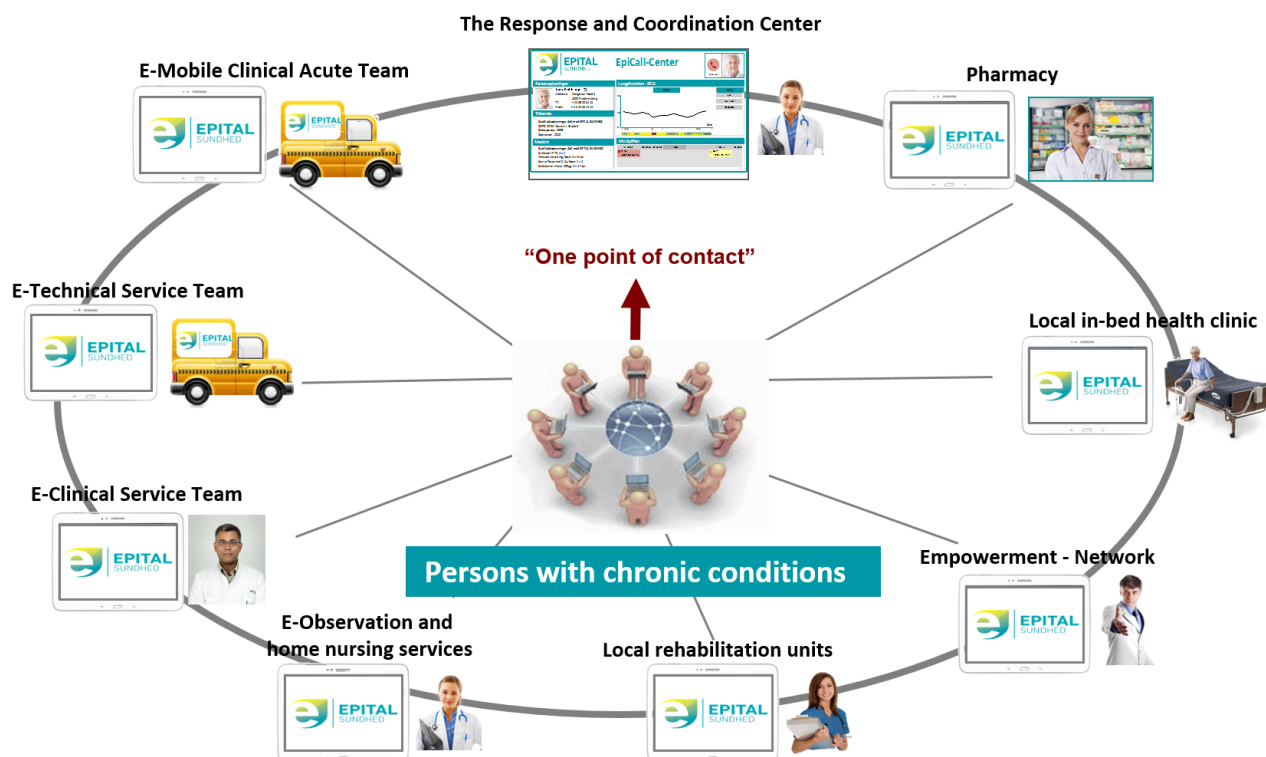 The Response and Coordination Center
E-Mobile Clinical Acute Team
EPITAL
SUNDHED
EpiCall-Center
Pharmacy
EPITAL
SUNDHED
EPITAL
SUNDHED
EPITAL
SUNDHED
“One point of contact”
E-Technical Service Team
EPITAL
SUNDHED
EPITAL
SUNDHED
Local in-bed health clinic
EPITAL
SUNDHED
E-Clinical Service Team
EPITAL
SUNDHED
Persons with chronic conditions
Empowerment - Network
EPITAL
SUNDHED
E-Observation and
home nursing services
EPITAL
SUNDHED
Local rehabilitation units
EPITAL
SUNDHED